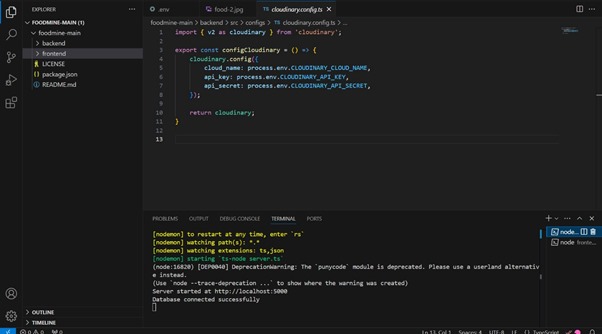 EXPLORER
···
FOODMINE-MAIN
foodmine-main
backend
frontend
LICENSE
package.json
README.md
OUTLINE
TIMELINE
.env
food-2.jpg
cloudinary.config.ts
foodmine-main > backend > src > configs > cloudinary.config.ts > ...
1 import { v2 as cloudinary } from 'cloudinary';
2
3 export const configCloudinary = () => {
4 cloudinary.config({
5 cloud_name: process.env.CLOUDINARY_CLOUD_NAME,
6 api_key: process.env.CLOUDINARY_API_KEY,
7 api_secret: process.env.CLOUDINARY_API_SECRET,
8 });
9
10 return cloudinary;
11 }
12
13
PROBLEMS OUTPUT DEBUG CONSOLE TERMINAL PORTS
[nodemon] to restart at any time, enter `rs`
[nodemon] watching path(s): *.*
[nodemon] watching extensions: ts,json
[nodemon] starting `ts-node server.ts`
(node:16820) [DEP0040] DeprecationWarning: The `punycode` module is deprecated. Please use a userland alternativ
e instead.
(Use `node --trace-deprecation ...` to show where the warning was created)
Server started at http://localhost:5000
Database connected successfully
node...
node fronte...
0 0 0
Ln 13, Col 1 Spaces: 4 UTF-8 LF {} TypeScript